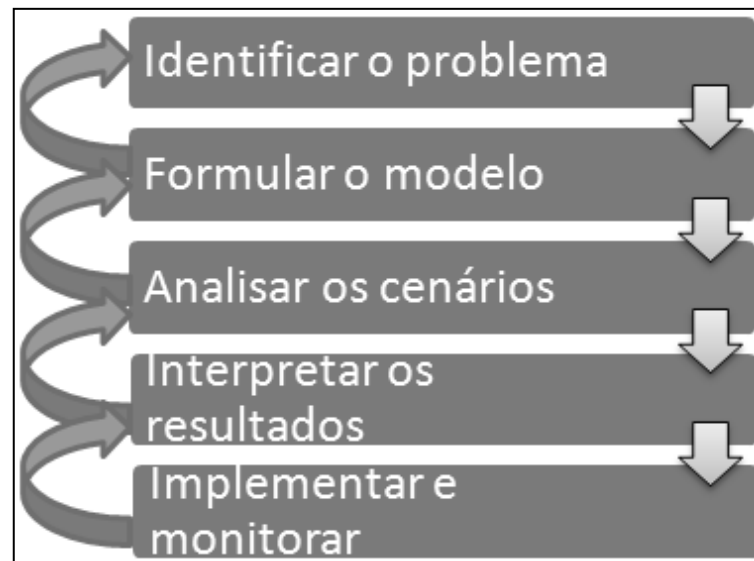 Identificar o problema
Formular o modelo
Analisar os cenários
Interpretar os
resultados
Implementar e
monitorar